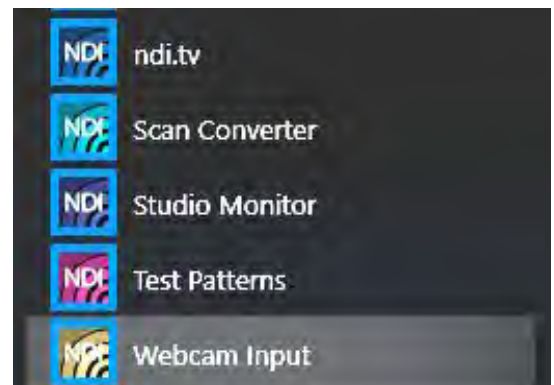 NDI ndi.tv
NDI Scan Converter
NDI Studio Monitor
NDI Test Patterns
NDI Webcam Input